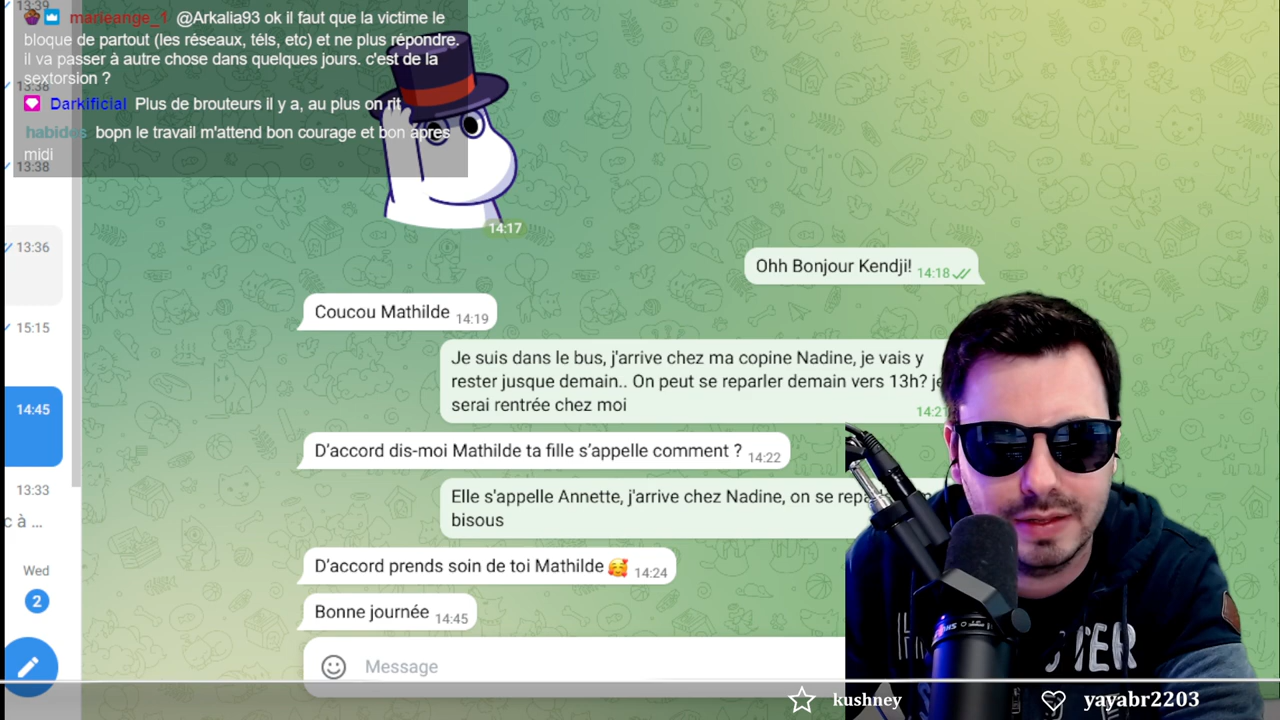 13:39
marieange_1 @Arkalia93 ok il faut que la victime le
bloque de partout (les réseaux, téls, etc) et ne plus répondre.
il va passer à autre chose dans quelques jours. c'est de la
sextorsion ?
13:38
Darkificial Plus de brouteurs il y a, au plus on rit
habides bopn le travail m'attend bon courage et bon apres
midi
13:38
14:17
13:36
Ohh Bonjour Kendji! 14:18
Coucou Mathilde 14:19
15:15
Je suis dans le bus, j'arrive chez ma copine Nadine, je vais y
rester jusque demain.. On peut se reparler demain vers 13h? je
serai rentrée chez moi 14:21
14:45
D'accord dis-moi Mathilde ta fille s'appelle comment ? 14:22
13:33
Elle s'appelle Annette, j'arrive chez Nadine, on se
bisous
c à ...
D'accord prends soin de toi Mathilde 14:24
Wed
2
Bonne journée 14:45
Message
kushney
yayabr2203